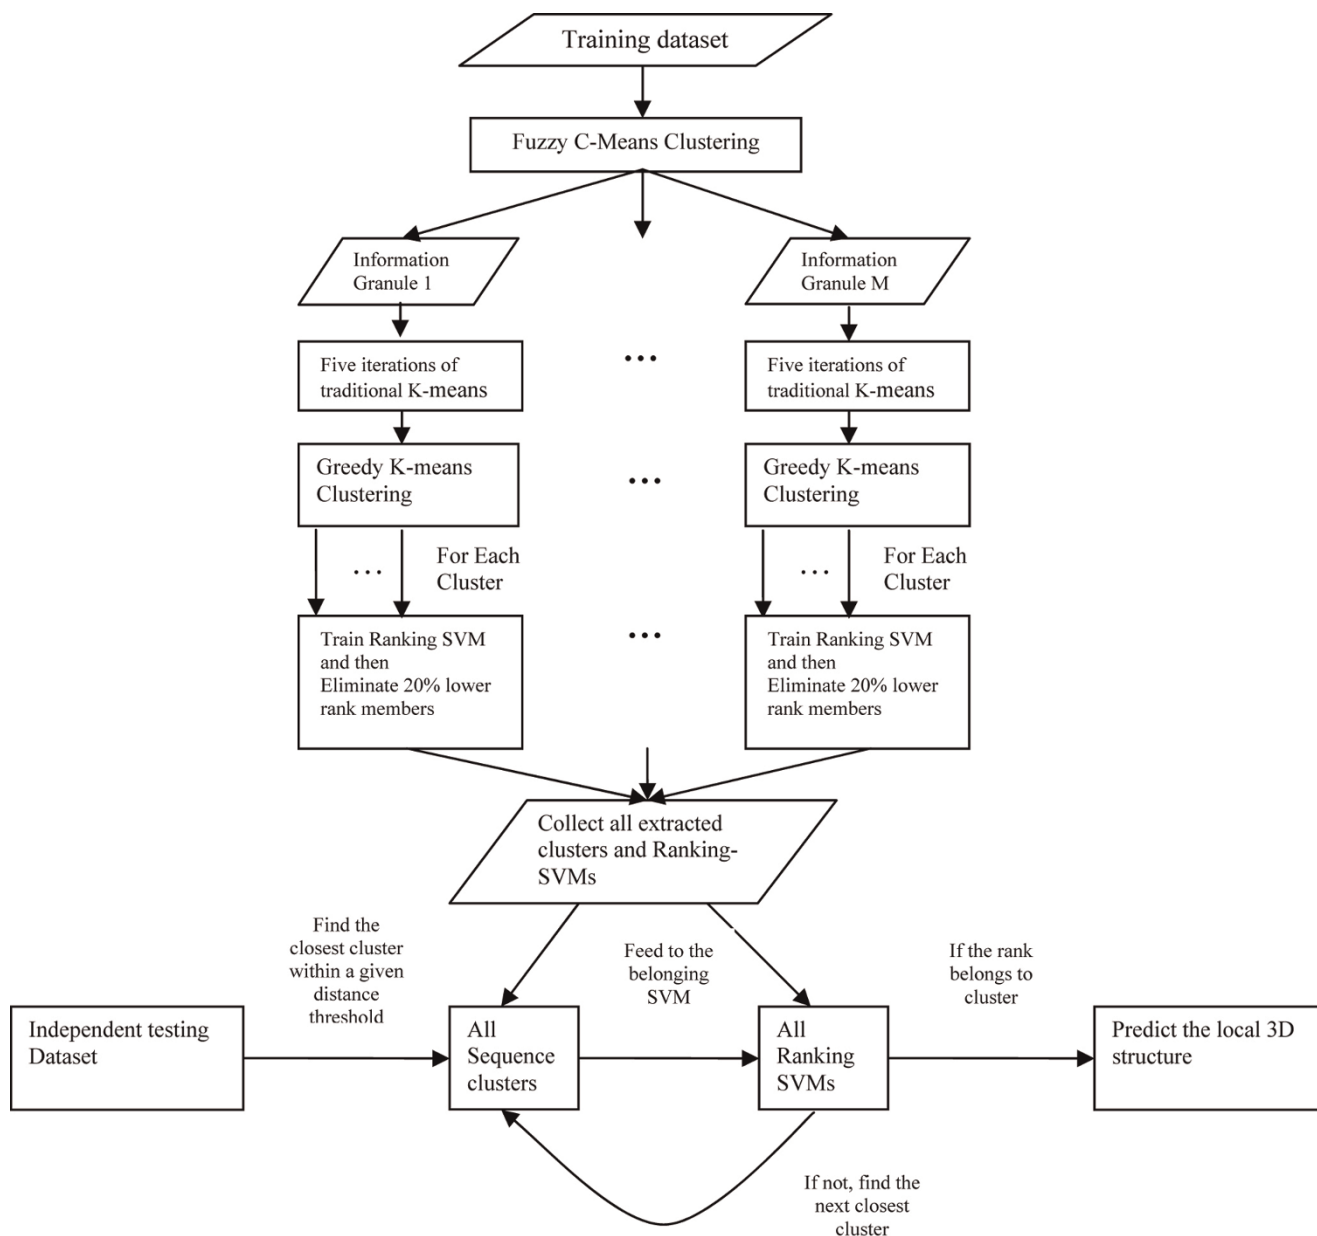 Training dataset
Fuzzy C-Means Clustering
Information
Granule 1
Information
Granule M
Five iterations of
traditional K-means
...
Five iterations of
traditional K-means
Greedy K-means
Clustering
...
Greedy K-means
Clustering
...
For Each
Cluster
...
For Each
Cluster
Train Ranking SVM
and then
Eliminate 20% lower
rank members
...
Train Ranking SVM
and then
Eliminate 20% lower
rank members
Collect all extracted
clusters and Ranking-
SVMs
Find the
closest cluster
within a given
distance
threshold
Feed to the
belonging
SVM
If the rank
belongs to
cluster
Independent testing
Dataset
All
Sequence
clusters
All
Ranking
SVMs
Predict the local 3D
structure
If not, find the
next closest
cluster